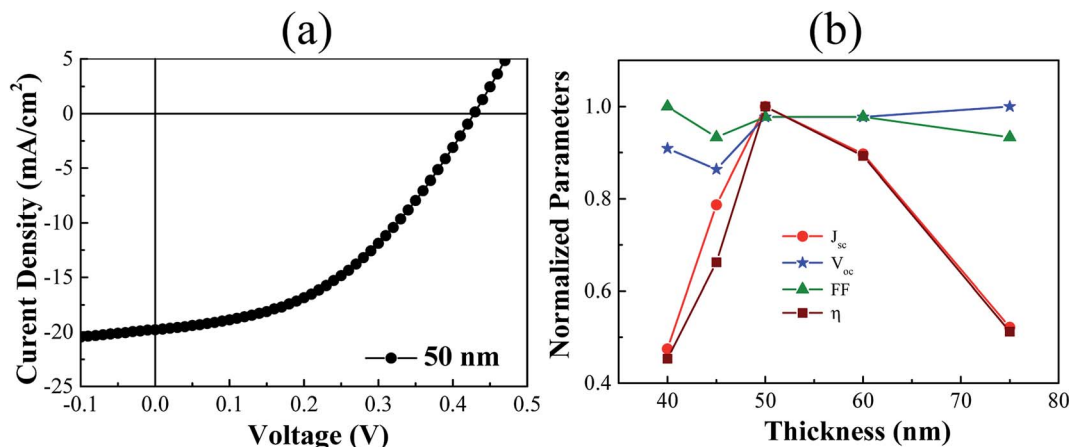 (a)
(b)
5
0
-5
-10
-15
-20
-25
-0.1
0.0
0.1
0.2
0.3
0.4
0.5
Curent Density (mA/cm²)
Voltage (V)
50 nm
1.0
0.8
0.6
0.4
40
50
60
70
80
Normalized Parameters
Thickness (nm)
Jsc
Voc
FF
η